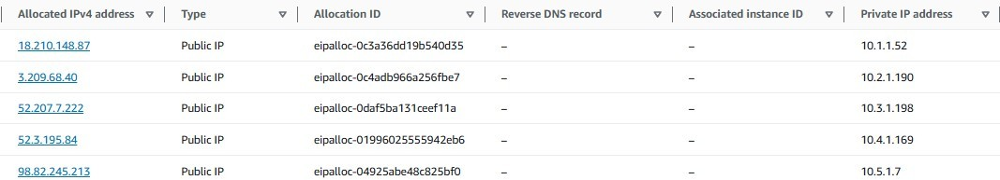 Allocated IPv4 address Type Allocation ID Reverse DNS record Associated instance ID Private IP address
18.210.148.87 Public IP eipalloc-0c3a36dd19b540d35 – – 10.1.1.52
3.209.68.40 Public IP eipalloc-0c4adb966a256fbe7 – – 10.2.1.190
52.207.7.222 Public IP eipalloc-0daf5ba131ceef11a – – 10.3.1.198
52.3.195.84 Public IP eipalloc-01996025555942eb6 – – 10.4.1.169
98.82.245.213 Public IP eipalloc-04925abe48c825bf0 – – 10.5.1.7